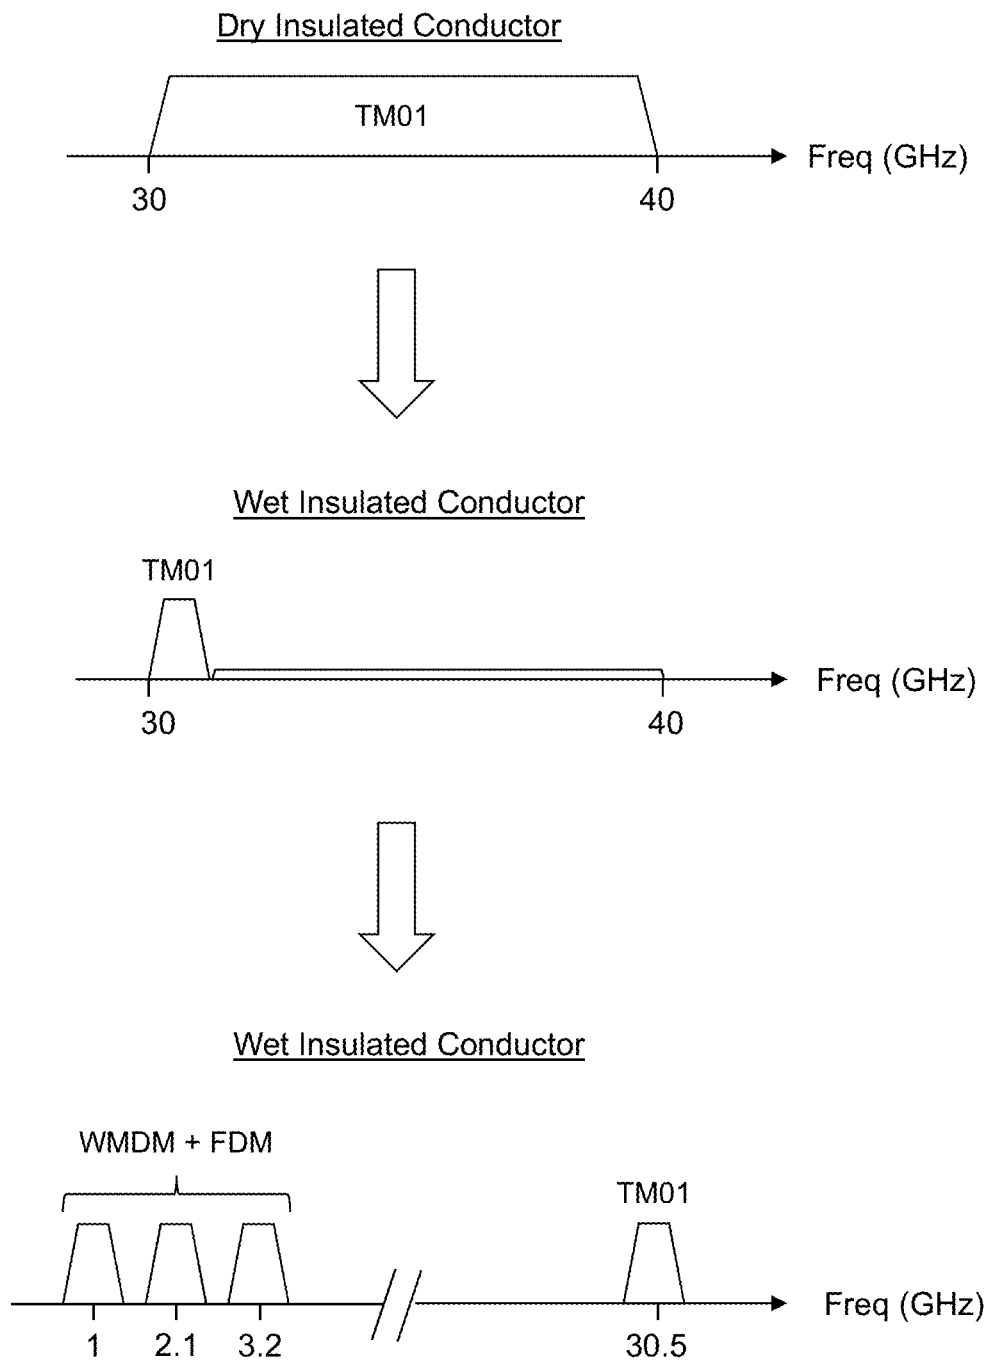 Dry Insulated Conductor
TM01
Freq (GHz)
30
40
Wet Insulated Conductor
TM01
Freq (GHz)
30
40
Wet Insulated Conductor
WMDM + FDM
TM01
Freq (GHz)
1
2.1
3.2
30.5